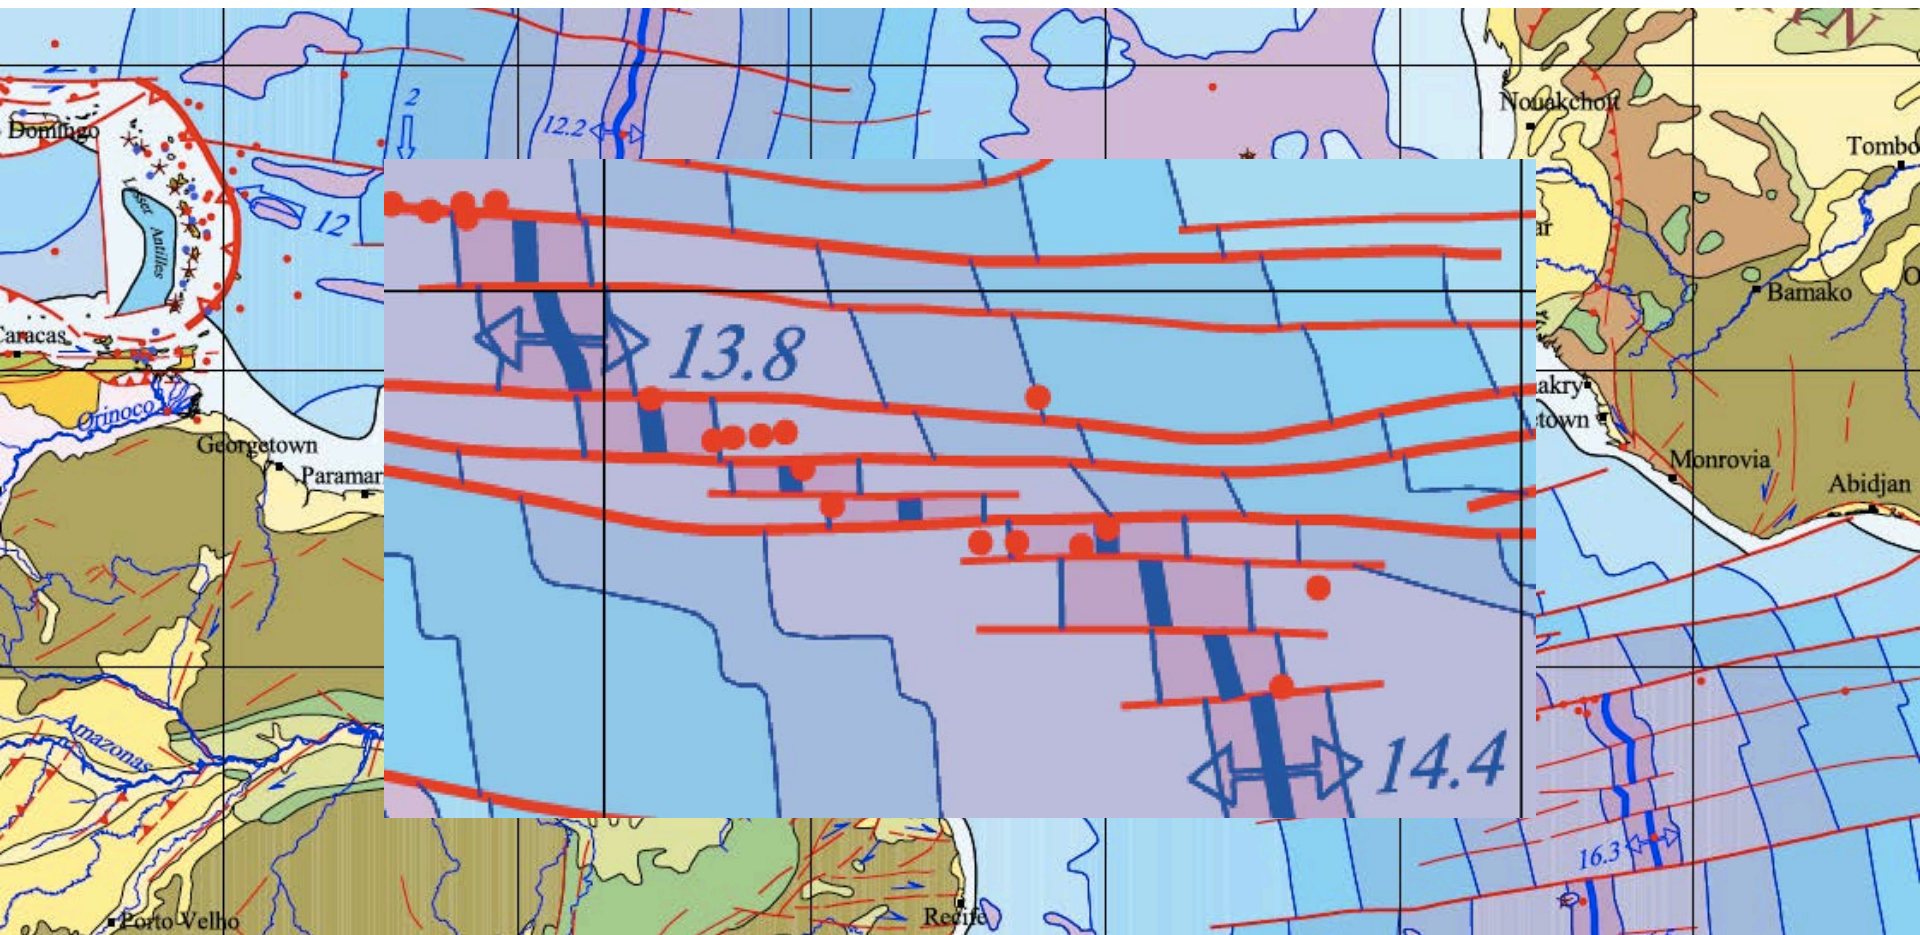 N
2
Nouakchott
12.2
Domingo
Tombo
Lesser
Antilles
12
ar
Bamako
O
13.8
Caracas
akry
town
Orinoco
Georgetown
Paramar
Monrovia
Abidjan
Amazonas
14.4
16.3
Porto Velho
Recife